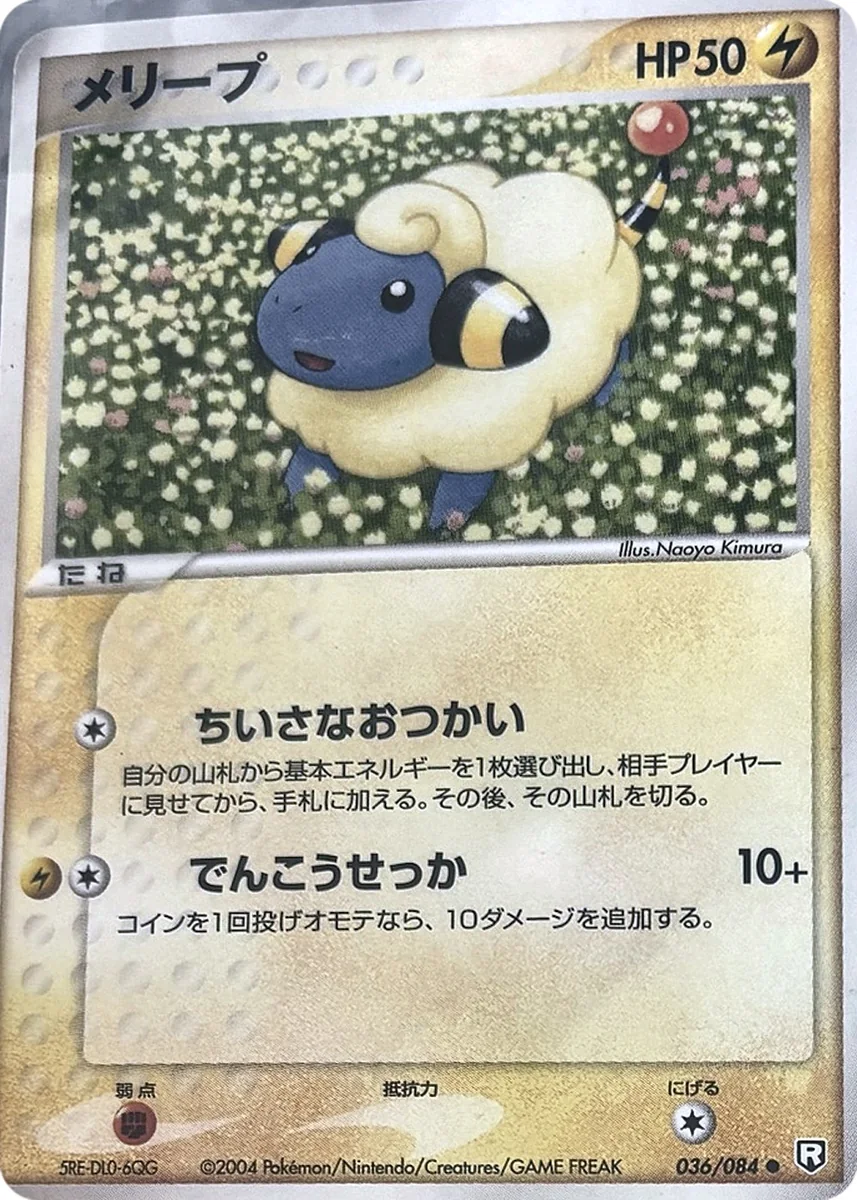 メリープ
HP50
Illus.Naoyo Kimura
たね
ちいさなおつかい
自分の山札から基本エネルギーを1枚選び出し、相手プレイヤー
に見せてから、手札に加える。その後、その山札を切る。
でんこうせっか 10+
コインを1回投げオモテなら、10ダメージを追加する。
弱点 抵抗力 にげる
5RE-DL0-6QG ©2004 Pokémon/Nintendo/Creatures/GAME FREAK 036/084 ● R